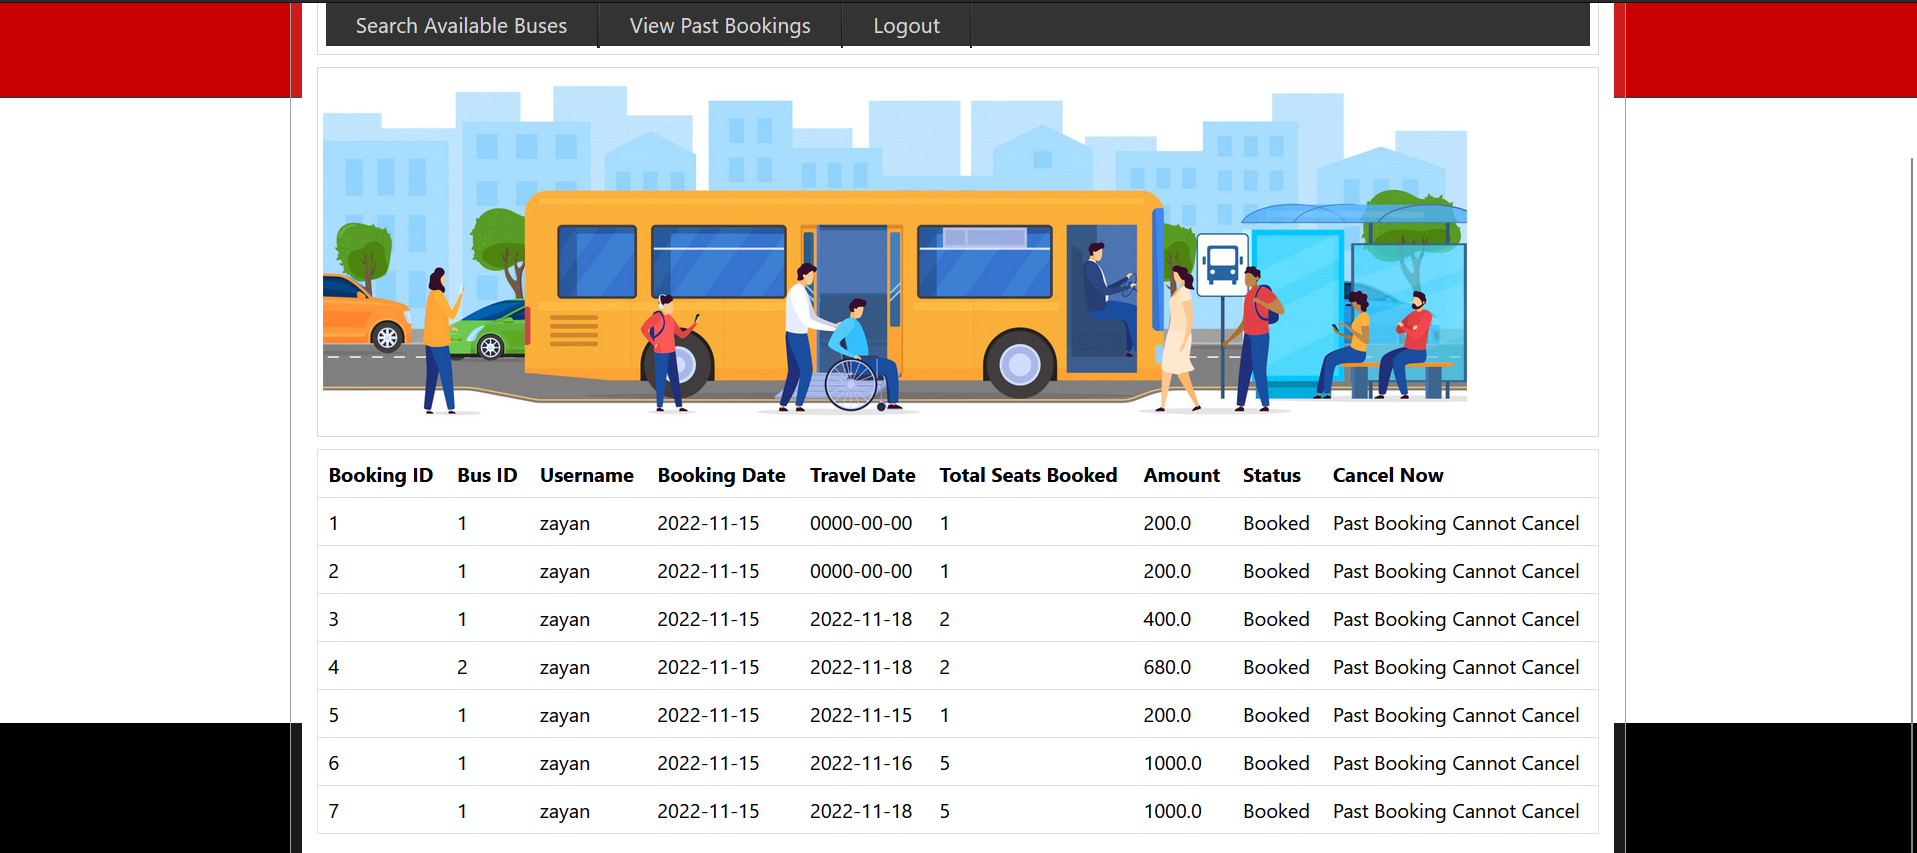 Search Available Buses View Past Bookings Logout
Booking ID Bus ID Username Booking Date Travel Date Total Seats Booked Amount Status Cancel Now
1 1 zayan 2022-11-15 0000-00-00 1 200.0 Booked Past Booking Cannot Cancel
2 1 zayan 2022-11-15 0000-00-00 1 200.0 Booked Past Booking Cannot Cancel
3 1 zayan 2022-11-15 2022-11-18 2 400.0 Booked Past Booking Cannot Cancel
4 2 zayan 2022-11-15 2022-11-18 2 680.0 Booked Past Booking Cannot Cancel
5 1 zayan 2022-11-15 2022-11-15 1 200.0 Booked Past Booking Cannot Cancel
6 1 zayan 2022-11-15 2022-11-16 5 1000.0 Booked Past Booking Cannot Cancel
7 1 zayan 2022-11-15 2022-11-18 5 1000.0 Booked Past Booking Cannot Cancel